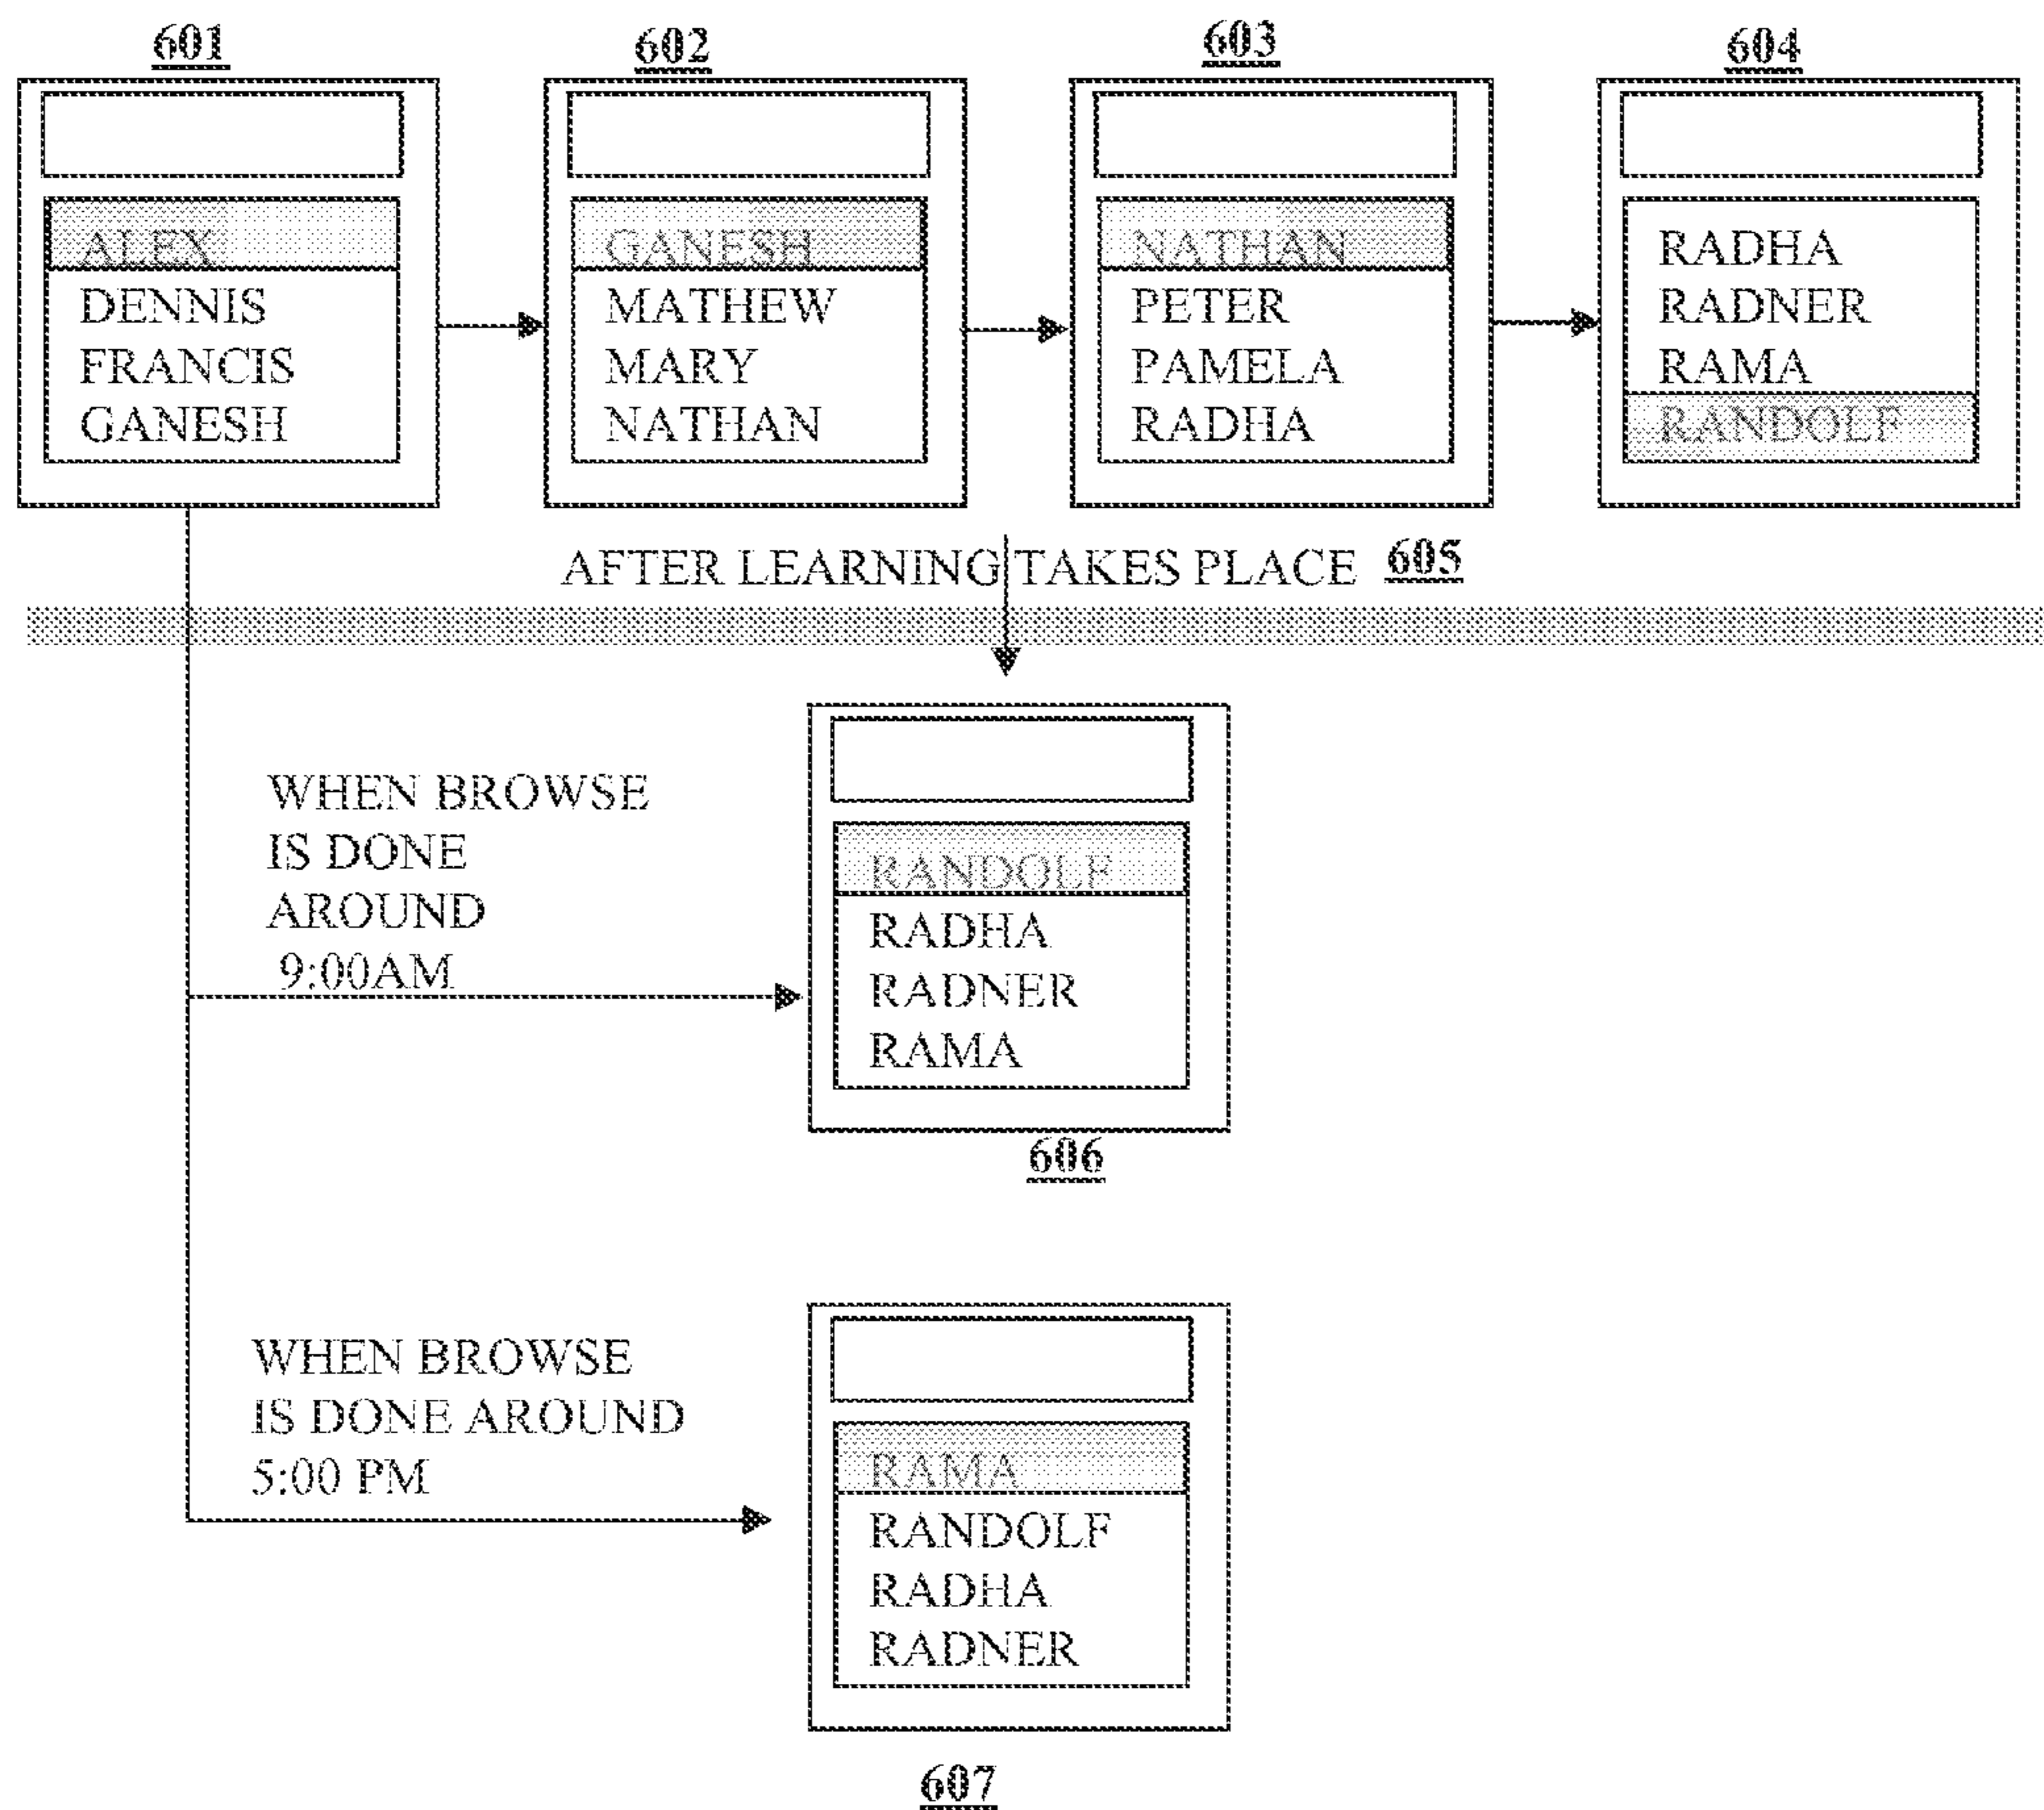 601
ALEX
DENNIS
FRANCIS
GANESH
602
GANESH
MATHEW
MARY
NATHAN
603
NATHAN
PETER
PAMELA
RADHA
604
RADHA
RADNER
RAMA
RANDOLF
AFTER LEARNING TAKES PLACE 605
WHEN BROWSE
IS DONE
AROUND
9:00AM
RANDOLF
RADHA
RADNER
RAMA
606
WHEN BROWSE
IS DONE AROUND
5:00 PM
RAMA
RANDOLF
RADHA
RADNER
607